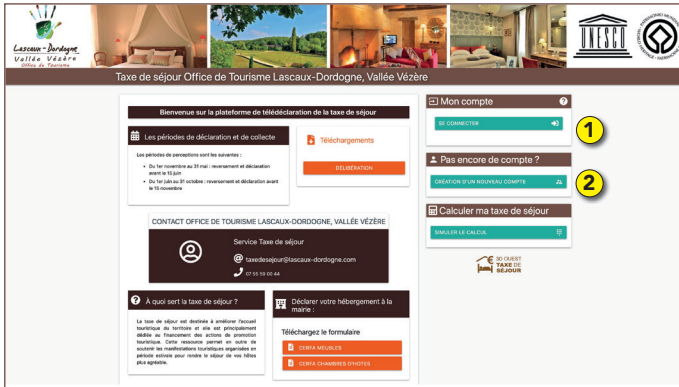 Lascaux - Dordogne
Vallée Vézère
Office de Tourisme
UNESCO
Taxe de séjour Office de Tourisme Lascaux-Dordogne, Vallée Vézère
Bienvenue sur la plateforme de télédéclaration de la taxe de séjour
Les périodes de déclaration et de collecte
Les périodes de perceptions sont les suivantes :
• Du 1er novembre au 31 mai : reversement et déclaration
avant le 15 juin
• Du 1er juin au 31 octobre : reversement et déclaration avant
le 15 novembre
Téléchargements
DÉLIBÉRATION
CONTACT OFFICE DE TOURISME LASCAUX-DORDOGNE, VALLÉE VÉZÈRE
Service Taxe de séjour
@ taxedesejour@lascaux-dordogne.com
07 55 59 00 44
? À quoi sert la taxe de séjour ?
La taxe de séjour est destinée à améliorer l'accueil
touristique du territoire et elle est principalement
dédiée au financement des actions de promotion
touristique. Cette ressource permet en outre de
soutenir les manifestations touristiques organisées en
période estivale pour rendre le séjour de vos hôtes
plus agréable.
Déclarer votre hébergement à la
mairie :
Téléchargez le formulaire
CERFA MEUBLES
CERFA CHAMBRES D'HOTES
Mon compte ?
SE CONNECTER
1
Pas encore de compte ?
CRÉATION D'UN NOUVEAU COMPTE
2
Calculer ma taxe de séjour
SIMULER LE CALCUL
3D OUEST
TAXE DE
SÉJOUR